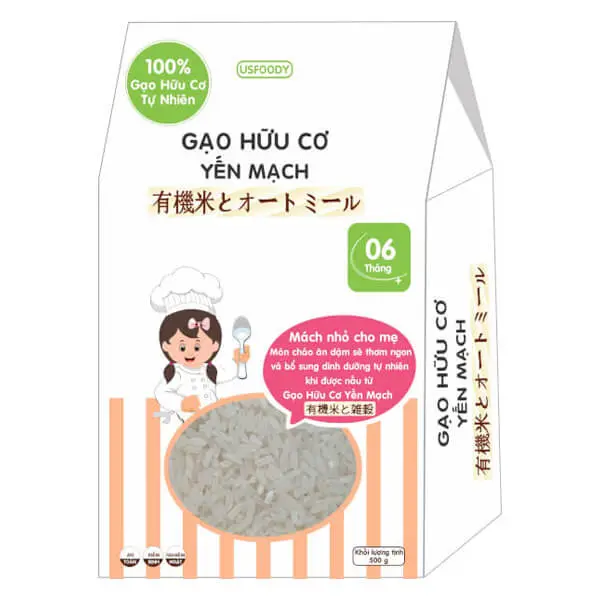 100%
Gạo Hữu Cơ
Tự Nhiên
USFOODY
GẠO HỮU CƠ
YẾN MẠCH
有機米とオートミール
06
Tháng
+
Mách nhỏ cho mẹ
Món cháo ăn dặm sẽ thơm ngon
và bổ sung dinh dưỡng tự nhiên
khi được nấu từ
Gạo Hữu Cơ Yến Mạch
有機米と雑穀
Khối lượng tịnh
500 g
GẠO HỮU CƠ
YẾN MẠCH
有機米とオートミール